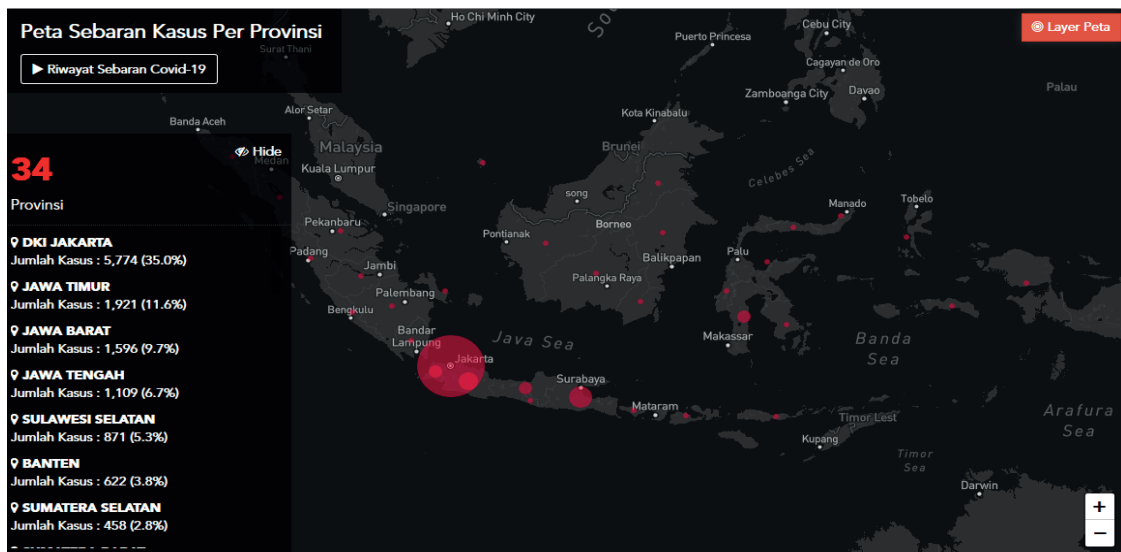 Peta Sebaran Kasus Per Provinsi
Riwayat Sebaran Covid-19
Layer Peta
Hide
34
Provinsi
DKI JAKARTA
Jumlah Kasus : 5,774 (35.0%)
JAWA TIMUR
Jumlah Kasus : 1,921 (11.6%)
JAWA BARAT
Jumlah Kasus : 1,596 (9.7%)
JAWA TENGAH
Jumlah Kasus : 1,109 (6.7%)
SULAWESI SELATAN
Jumlah Kasus : 871 (5.3%)
BANTEN
Jumlah Kasus : 622 (3.8%)
SUMATERA SELATAN
Jumlah Kasus : 458 (2.8%)
Ho Chi Minh City
Surat Thani
Puerto Princesa
Cebu City
Cagayan de Oro
Zamboanga City
Davao
Palau
Banda Aceh
Alor Setar
Kota Kinabalu
Medan
Malaysia
Kuala Lumpur
Brunei
Celebes Sea
song
Singapore
Manado
Tobelo
Pekanbaru
Pontianak
Borneo
Padang
Jambi
Balikpapan
Palu
Palangka Raya
Palembang
Bengkulu
Bandar
Lampung
Java Sea
Makassar
Banda
Sea
Jakarta
Surabaya
Mataram
Timor Lest
Kupang
Arafura
Sea
Timor
Sea
Darwin
+
−